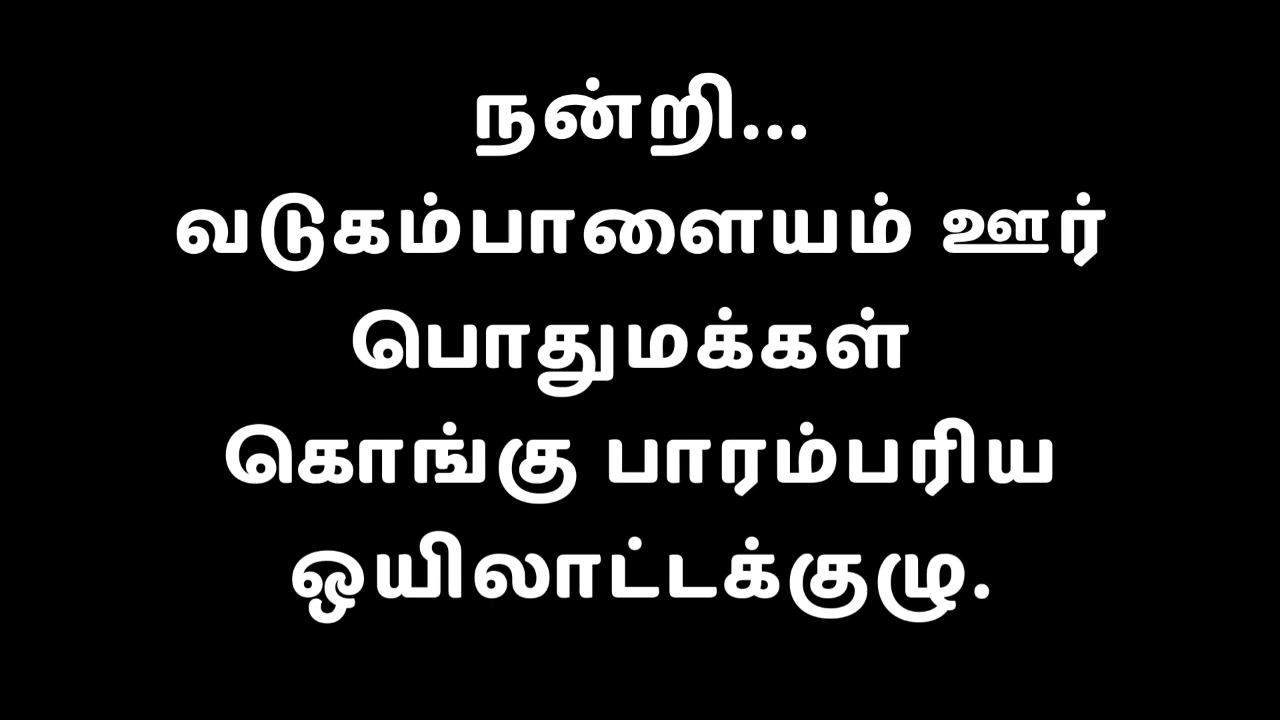 நன்றி...
வடுகம்பாளையம் ஊர்
பொதுமக்கள்
கொங்கு பாரம்பரிய
ஒயிலாட்டக்குழு.